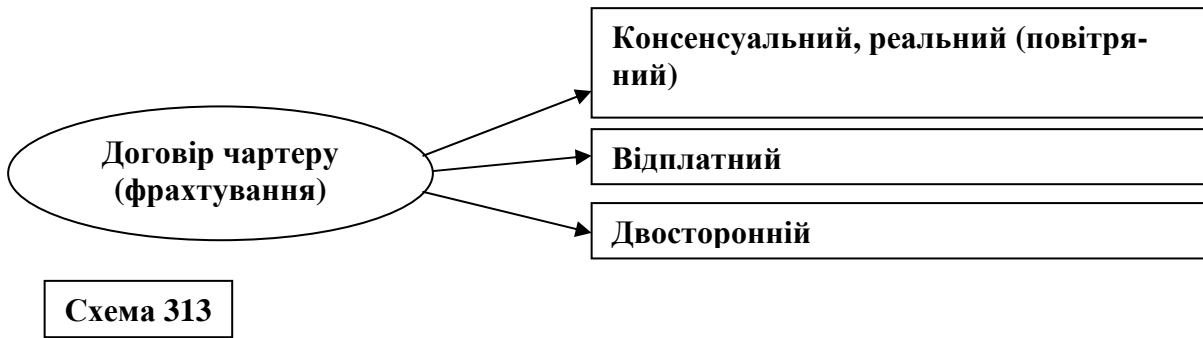 Консенсуальний, реальний (повітря-
ний)
Договір чартеру
(фрахтування)
Відплатний
Двосторонній
Схема 313